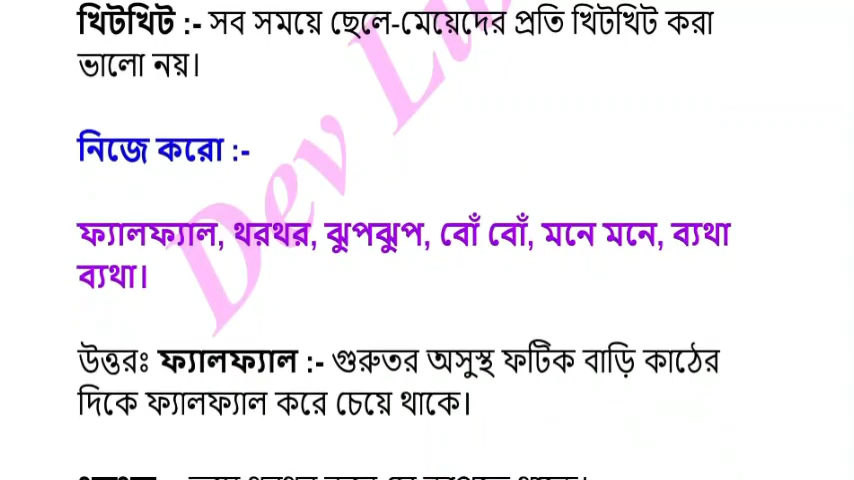 খিটখিট :- সব সময়ে ছেলে-মেয়েদের প্রতি খিটখিট করা
ভালো নয়।
নিজে করো :-
ফ্যালফ্যাল, থরথর, ঝুপঝুপ, বোঁ বোঁ, মনে মনে, ব্যথা
ব্যথা।
উত্তরঃ ফ্যালফ্যাল :- গুরুতর অসুস্থ ফটিক বাড়ি কাঠের
দিকে ফ্যালফ্যাল করে চেয়ে থাকে।
Dev